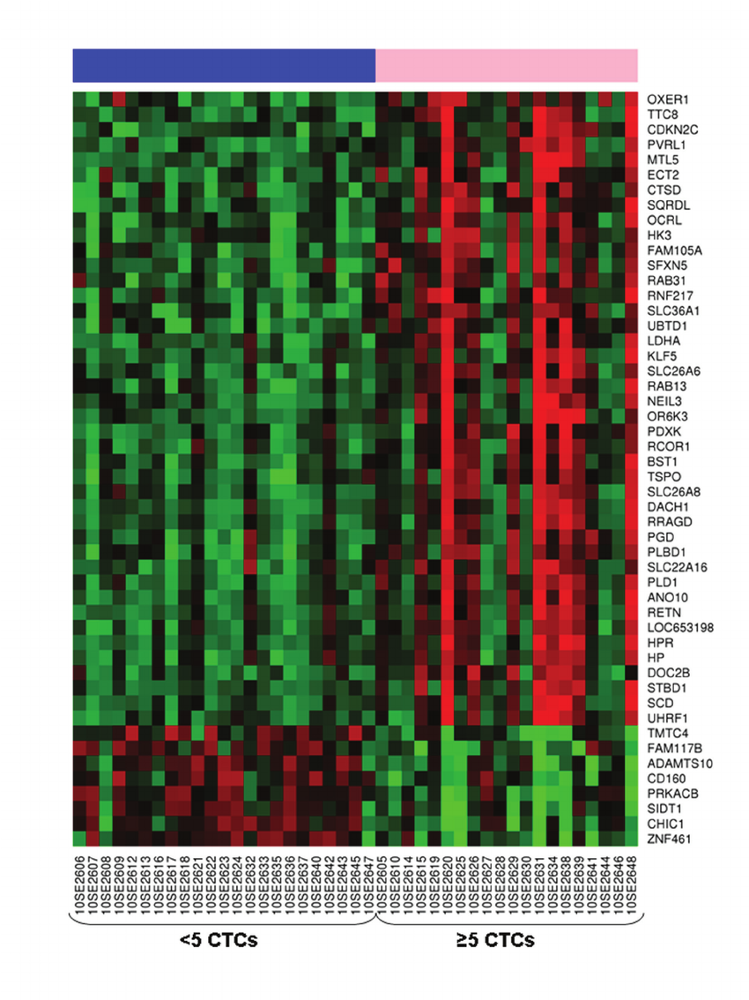 OXER1
TTC8
CDKN2C
PVRL1
MTL5
ECT2
CTSD
SQRDL
OCRL
HK3
FAM105A
SFXN5
RAB31
RNF217
SLC36A1
UBTD1
LDHA
KLF5
SLC26A6
RAB13
NEIL3
OR6K3
PDXK
RCOR1
BST1
TSPO
SLC26A8
DACH1
RRAGD
PGD
PLBD1
SLC22A16
PLD1
ANO10
RETN
LOC653198
HPR
HP
DOC2B
STBD1
SCD
UHRF1
TMTC4
FAM117B
ADAMTS10
CD160
PRKACB
SIDT1
CHIC1
ZNF461
10SE2606
10SE2607
10SE2608
10SE2609
10SE2612
10SE2613
10SE2616
10SE2617
10SE2618
10SE2621
10SE2622
10SE2623
10SE2624
10SE2632
10SE2633
10SE2635
10SE2636
10SE2637
10SE2640
10SE2642
10SE2643
10SE2645
10SE2647
10SE2605
10SE2610
10SE2614
10SE2615
10SE2619
10SE2620
10SE2625
10SE2626
10SE2627
10SE2628
10SE2629
10SE2630
10SE2631
10SE2634
10SE2638
10SE2639
10SE2641
10SE2644
10SE2646
10SE2648
<5 CTCs
≥5 CTCs